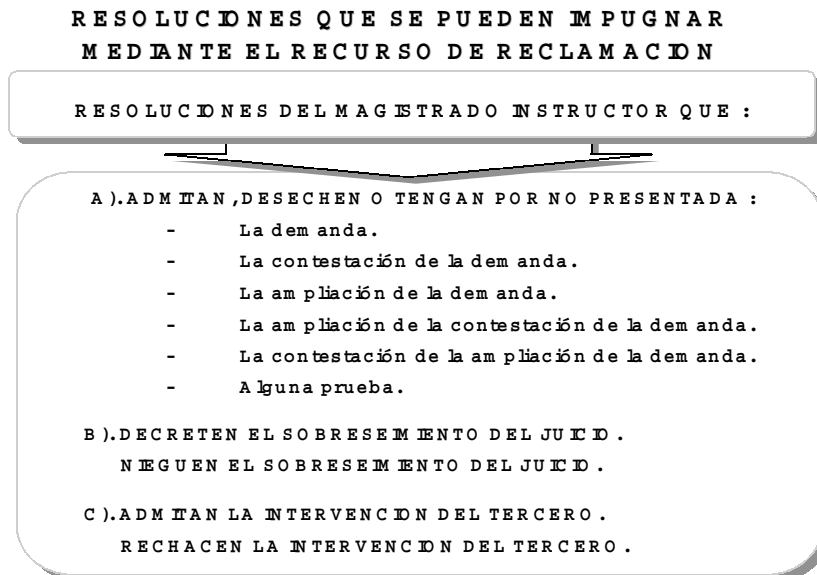 RESOLUCIONES QUE SE PUEDEN IMPUGNAR
MEDIANTE EL RECURSO DE RECLAMACION
RESOLUCIONES DEL MAGISTRADO INSTRUCTOR QUE :
A).ADMITAN,DESECHEN O TENGAN POR NO PRESENTADA :
- La demanda.
- La contestación de la demanda.
- La ampliación de la demanda.
- La ampliación de la contestación de la demanda.
- La contestación de la ampliación de la demanda.
- Alguna prueba.
B).DECRETEN EL SOBRESEIMIENTO DEL JUICIO.
NIEGUEN EL SOBRESEIMIENTO DEL JUICIO.
C).ADMITAN LA INTERVENCION DEL TERCERO.
RECHACEN LA INTERVENCION DEL TERCERO.